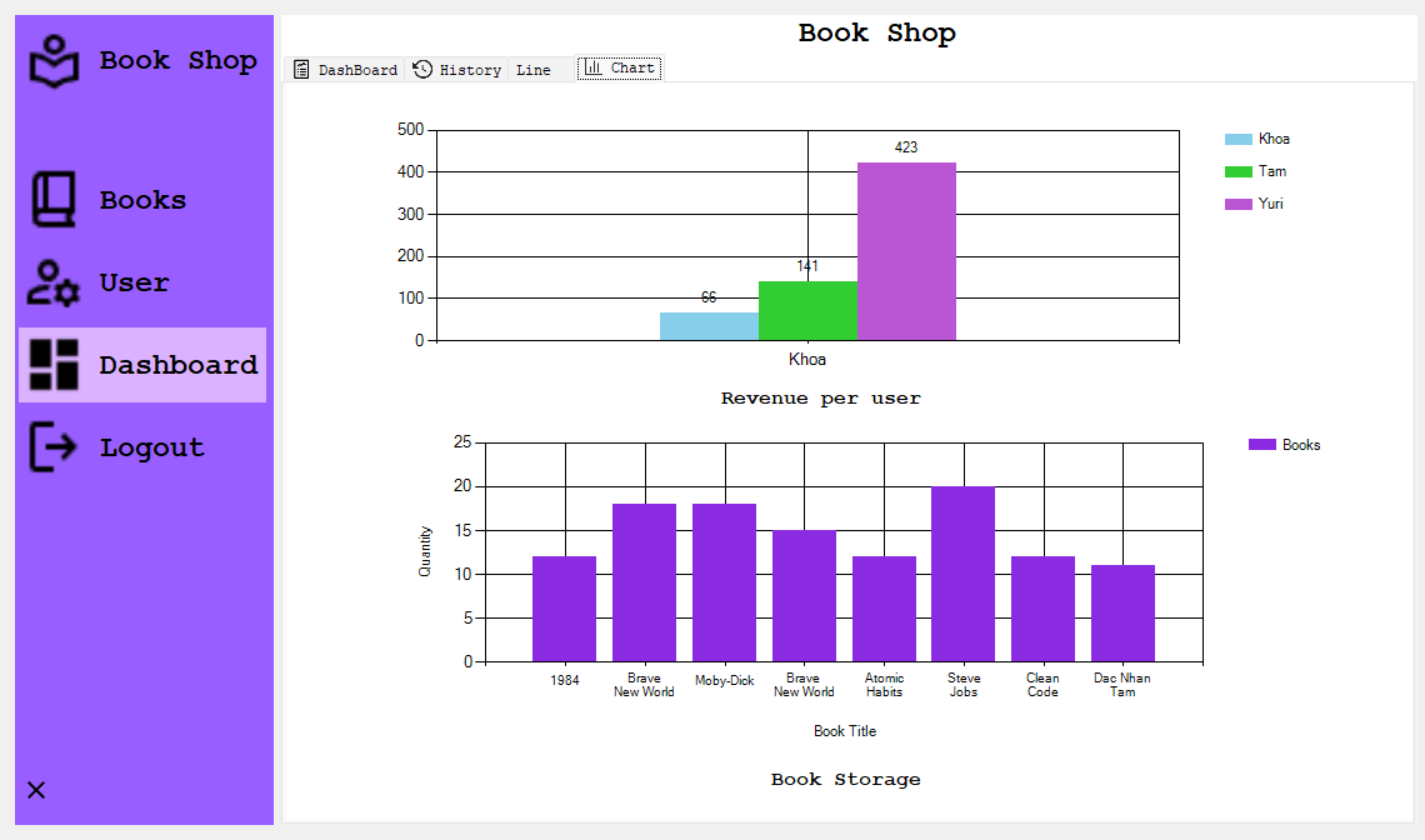 Book Shop
Books
User
Dashboard
Logout
Book Shop
DashBoard
History
Line
Chart
500
400
300
200
100
0
423
141
66
Khoa
Khoa
Tam
Yuri
Revenue per user
25
20
15
10
5
0
Quantity
1984
Brave
New World
Moby-Dick
Brave
New World
Atomic
Habits
Steve
Jobs
Clean
Code
Dac Nhan
Tam
Book Title
Books
Book Storage